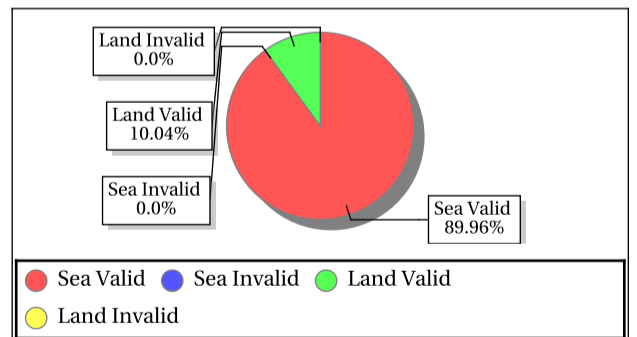 Land Invalid
0.0%
Land Valid
10.04%
Sea Invalid
0.0%
Sea Valid
89.96%
Sea Valid Sea Invalid Land Valid
Land Invalid